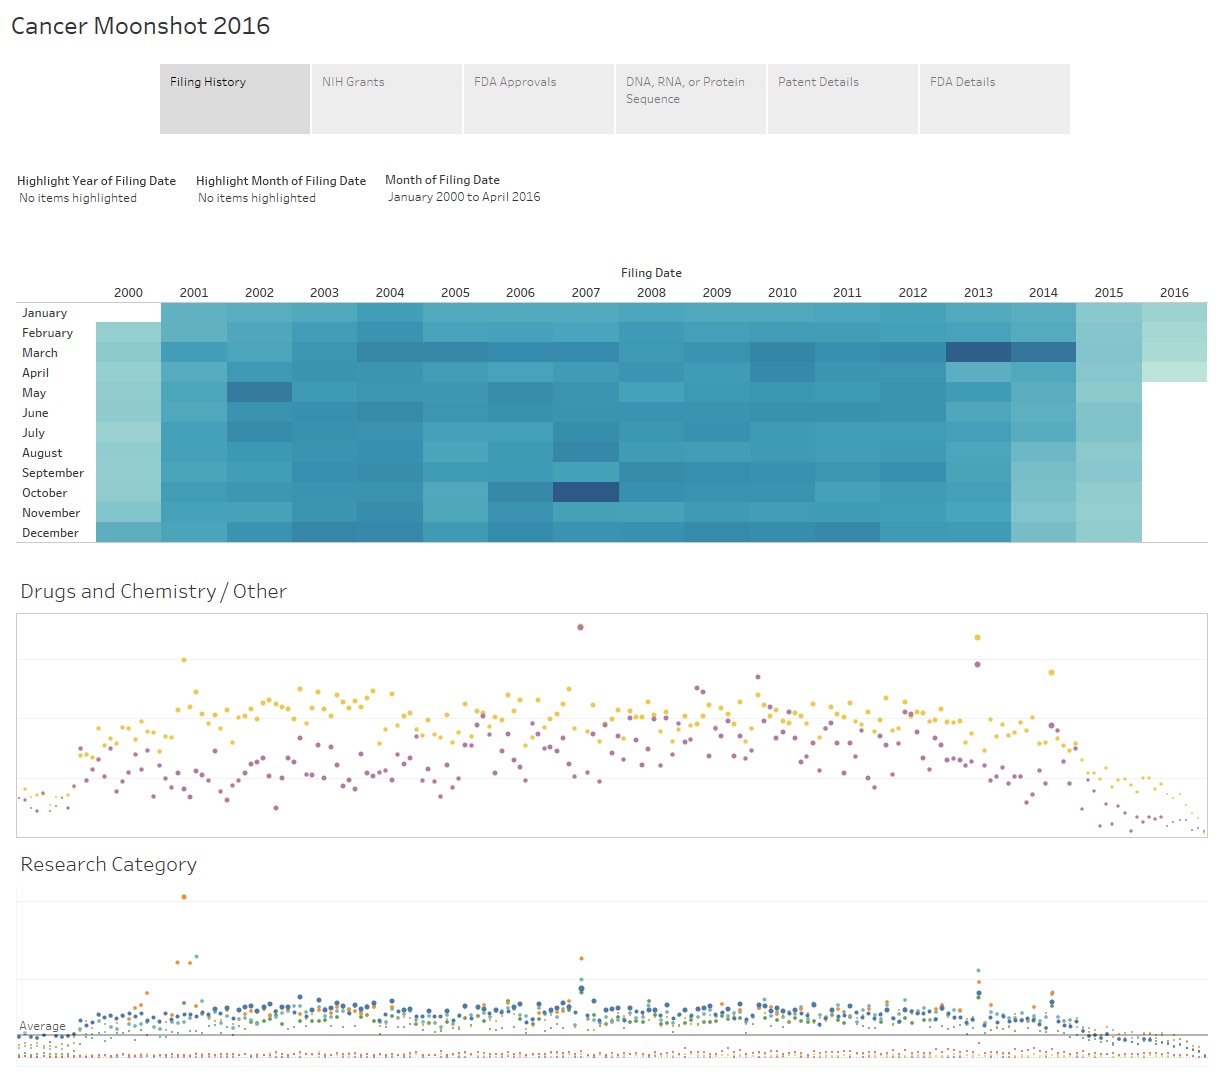 Cancer Moonshot 2016
Filing History
NIH Grants
FDA Approvals
DNA, RNA, or Protein
Sequence
Patent Details
FDA Details
Highlight Year of Filing Date
No items highlighted
Highlight Month of Filing Date
No items highlighted
Month of Filing Date
January 2000 to April 2016
Filing Date
2000 2001 2002 2003 2004 2005 2006 2007 2008 2009 2010 2011 2012 2013 2014 2015 2016
January
February
March
April
May
June
July
August
September
October
November
December
Drugs and Chemistry / Other
Research Category
Average